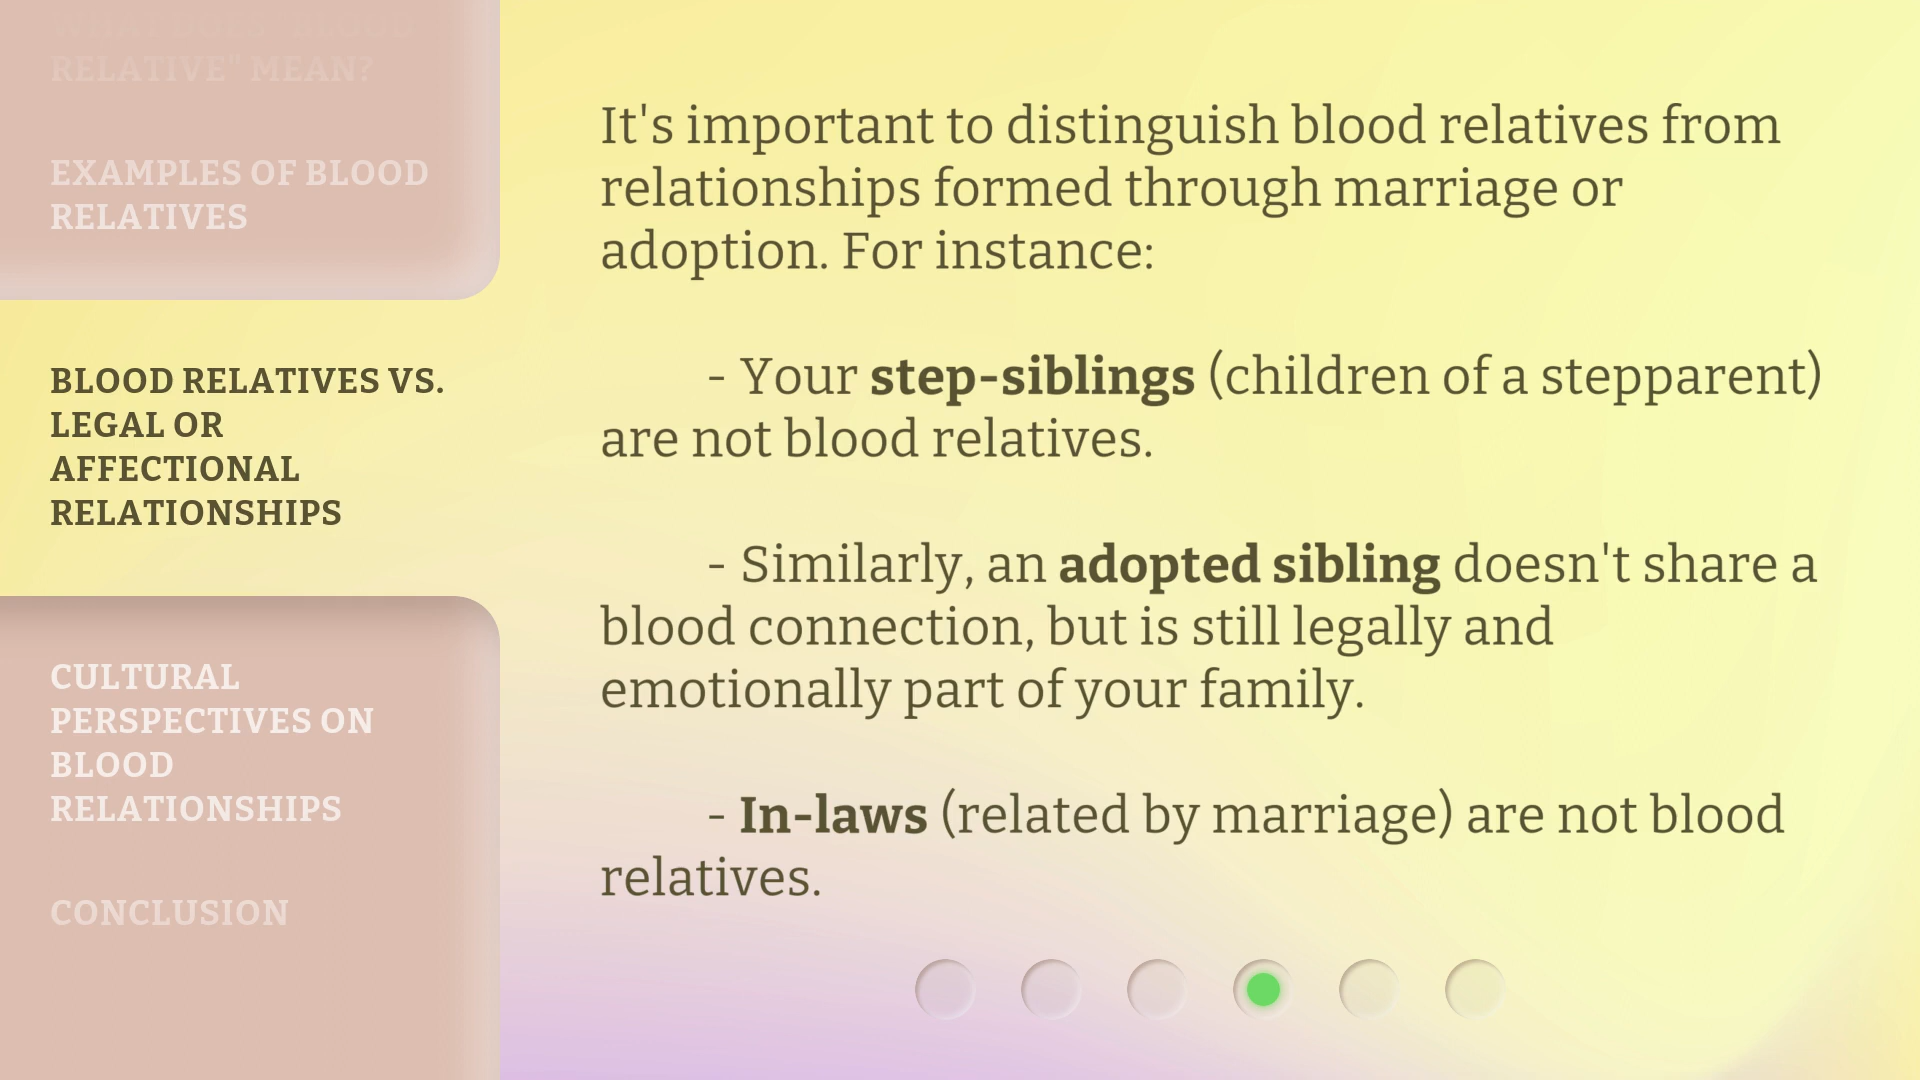 WHAT DOES "BLOOD
RELATIVE" MEAN?
EXAMPLES OF BLOOD
RELATIVES
BLOOD RELATIVES VS.
LEGAL OR
AFFECTIONAL
RELATIONSHIPS
CULTURAL
PERSPECTIVES ON
BLOOD
RELATIONSHIPS
CONCLUSION
It's important to distinguish blood relatives from
relationships formed through marriage or
adoption. For instance:
- Your step-siblings (children of a stepparent)
are not blood relatives.
- Similarly, an adopted sibling doesn't share a
blood connection, but is still legally and
emotionally part of your family.
- In-laws (related by marriage) are not blood
relatives.